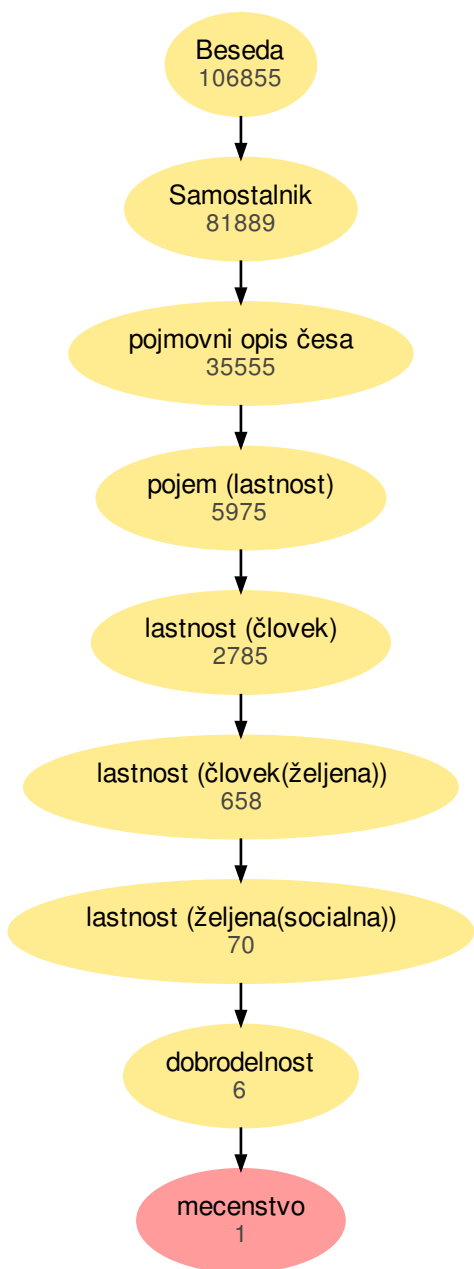 Beseda
106855
Samostalnik
81889
pojmovni opis česa
35555
pojem (lastnost)
5975
lastnost (človek)
2785
lastnost (človek(željena))
658
lastnost (željena(socialna))
70
dobrodelnost
6
mecenstvo
1